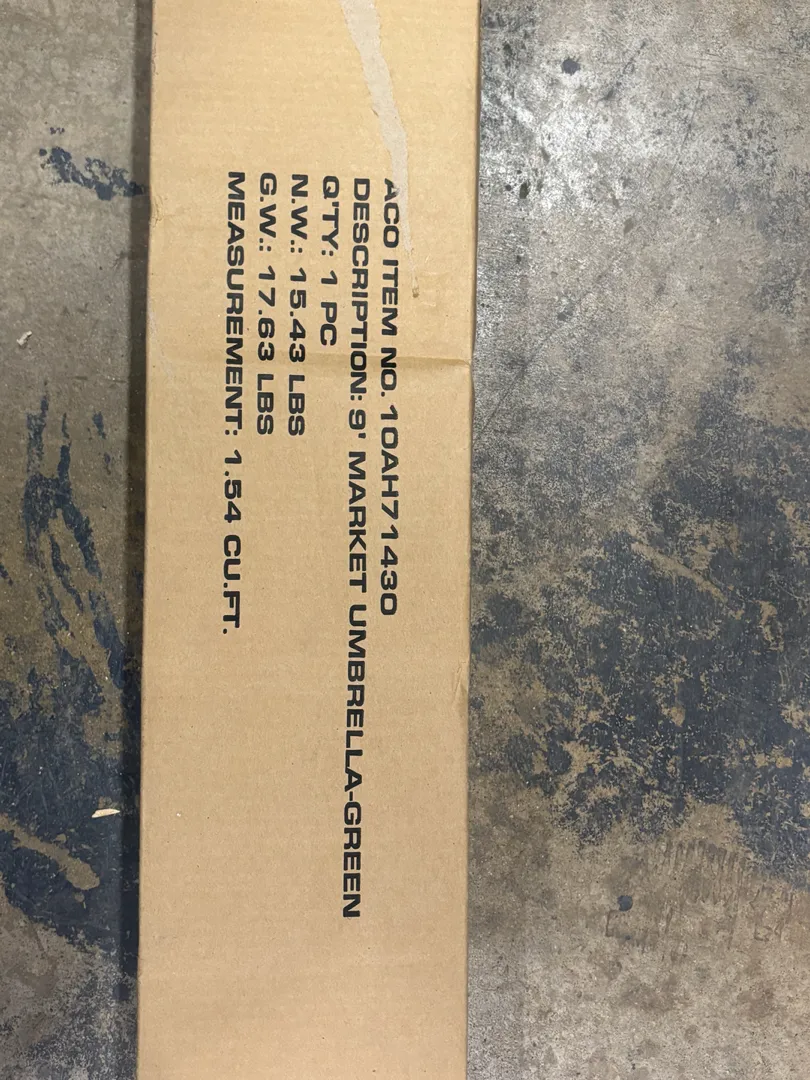 ACO ITEM NO. 10AH71430
DESCRIPTION: 9' MARKET UMBRELLA-GREEN
Q'TY: 1 PC
N.W.: 15.43 LBS
G.W.: 17.63 LBS
MEASUREMENT: 1.54 CU.FT.